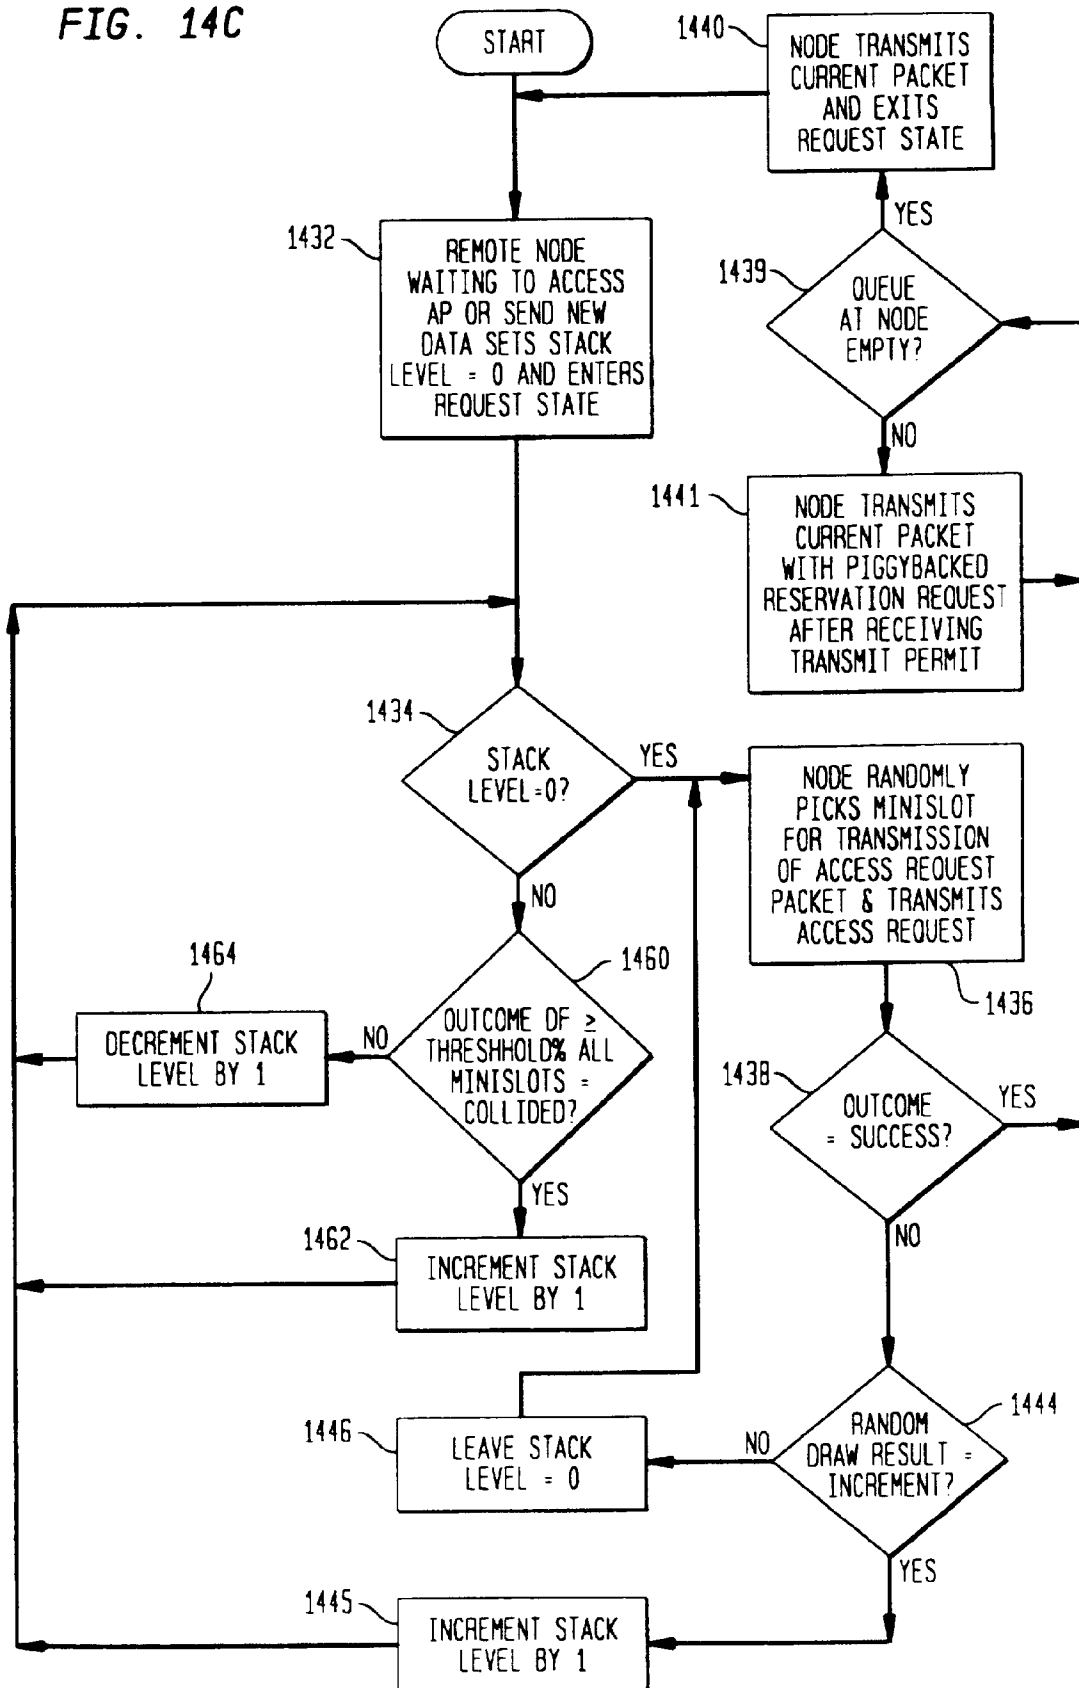 FIG. 14C
START
1440
NODE TRANSMITS
CURRENT PACKET
AND EXITS
REQUEST STATE
YES
1432
REMOTE NODE
WAITING TO ACCESS
AP OR SEND NEW
DATA SETS STACK
LEVEL = 0 AND ENTERS
REQUEST STATE
1439
QUEUE
AT NODE
EMPTY?
NO
1441
NODE TRANSMITS
CURRENT PACKET
WITH PIGGYBACKED
RESERVATION REQUEST
AFTER RECEIVING
TRANSMIT PERMIT
1434
STACK
LEVEL=0?
YES
NO
NODE RANDOMLY
PICKS MINISLOT
FOR TRANSMISSION
OF ACCESS REQUEST
PACKET & TRANSMITS
ACCESS REQUEST
1436
1464
DECREMENT STACK
LEVEL BY 1
NO
1460
OUTCOME OF ≥
THRESHHOLD% ALL
MINISLOTS =
COLLIDED?
YES
1438
OUTCOME
= SUCCESS?
YES
NO
1462
INCREMENT STACK
LEVEL BY 1
1446
LEAVE STACK
LEVEL = 0
NO
1444
RANDOM
DRAW RESULT =
INCREMENT?
YES
1445
INCREMENT STACK
LEVEL BY 1